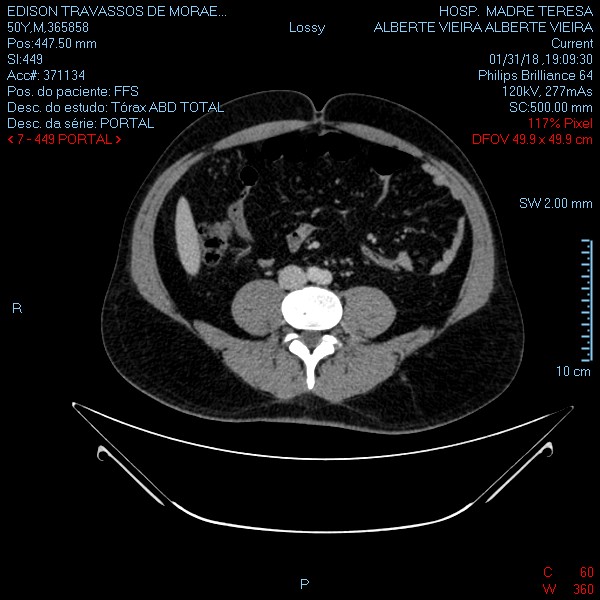 EDISON TRAVASSOS DE MORAE...
50Y,M,365858
Pos:447.50 mm
SI:449
Acc#: 371134
Pos. do paciente: FFS
Desc. do estudo: Tórax ABD TOTAL
Desc. da série: PORTAL
< 7 - 449 PORTAL >
Lossy
HOSP. MADRE TERESA
ALBERTE VIEIRA ALBERTE VIEIRA
Current
01/31/18 ,19:09:30
Philips Brilliance 64
120kV, 277mAs
SC:500.00 mm
117% Pixel
DFOV 49.9 x 49.9 cm
SW 2.00 mm
R
10 cm
P
C 60
W 360